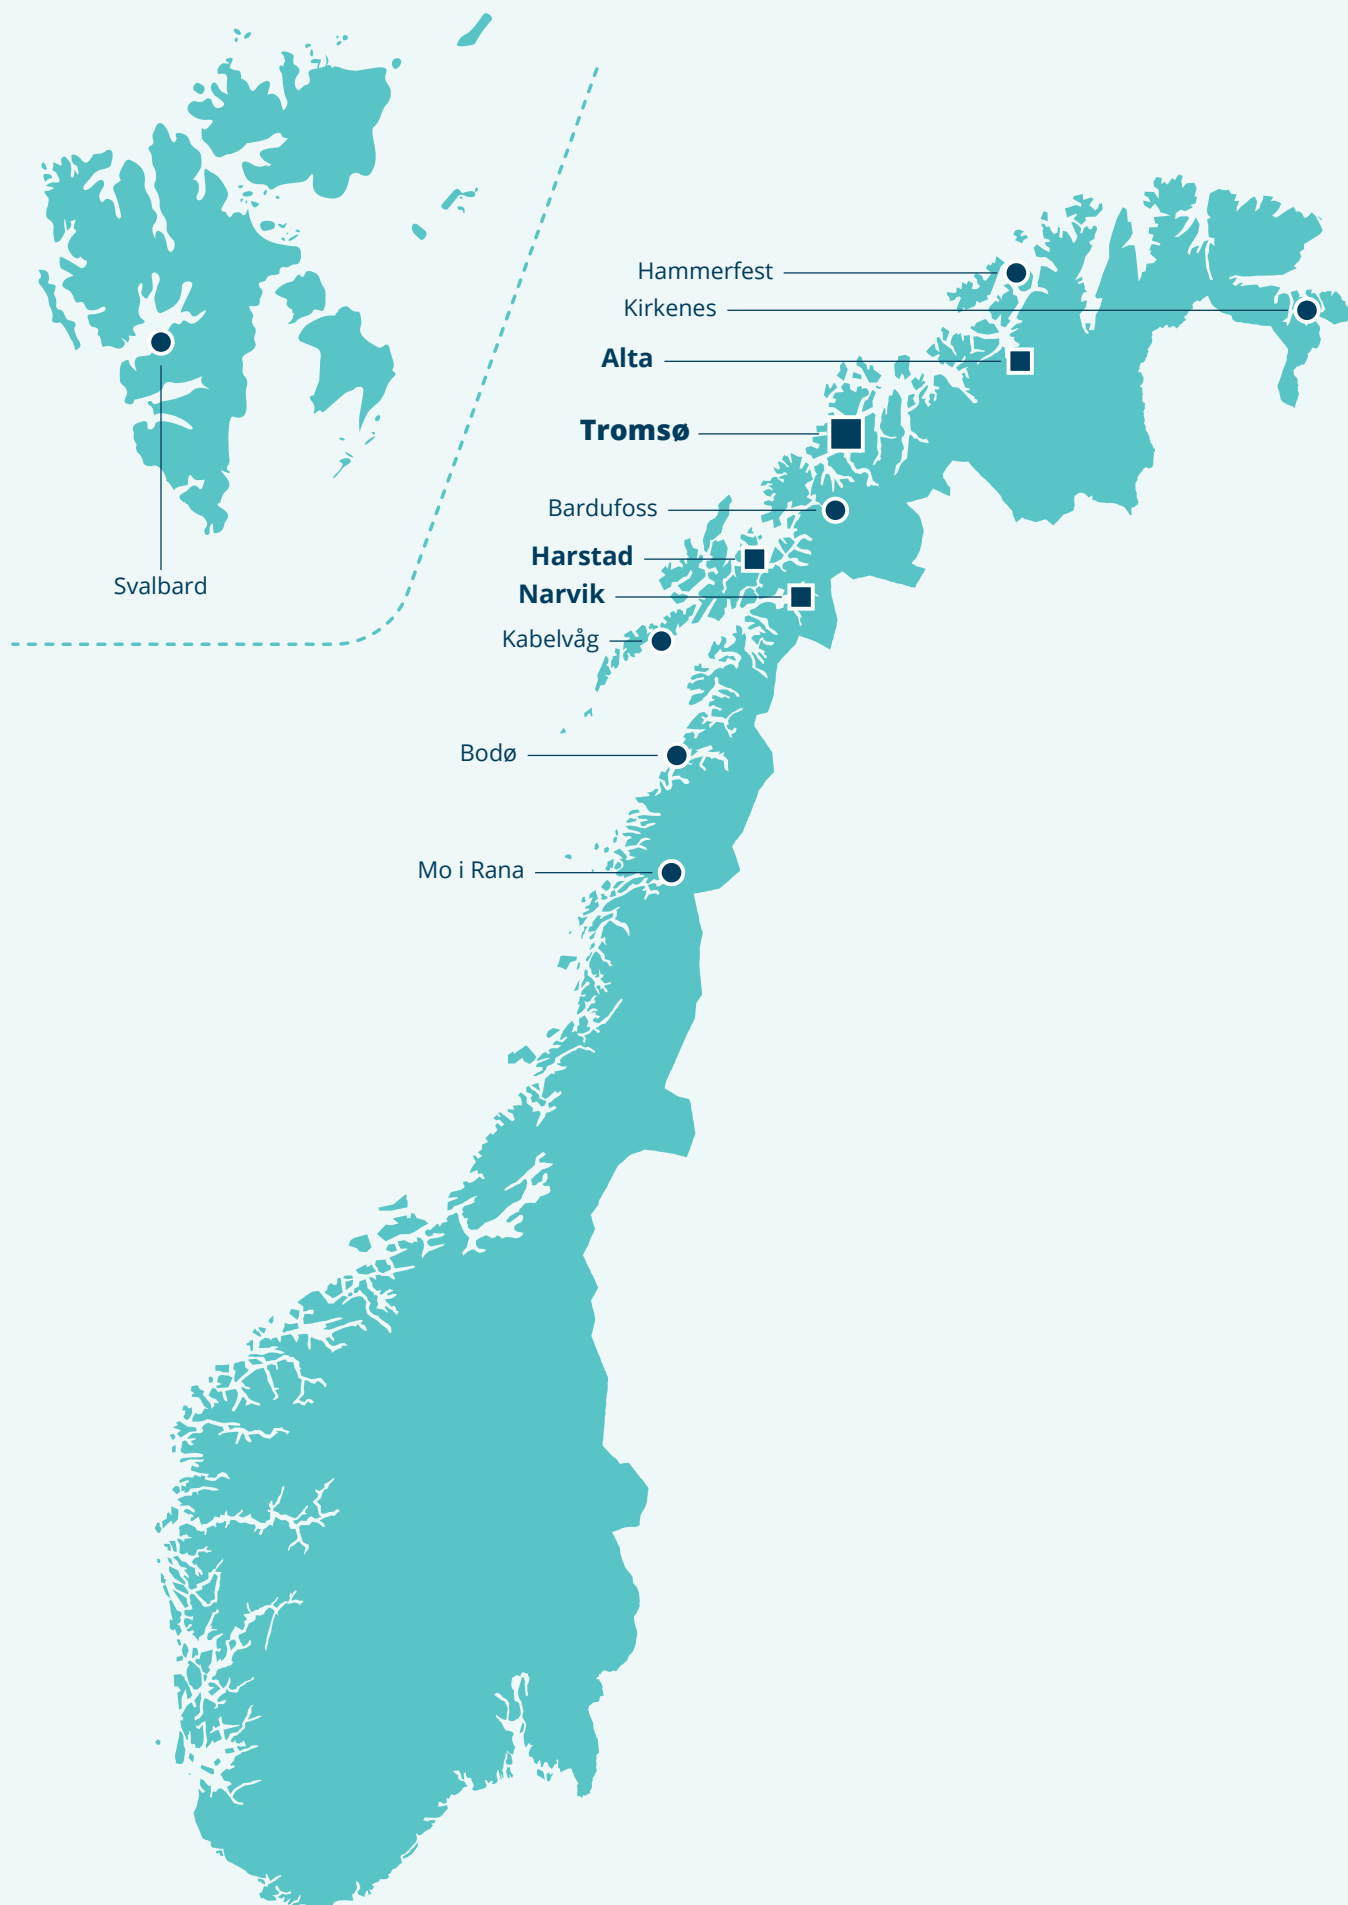 Hammerfest
Kirkenes
Alta
Tromsø
Bardufoss
Harstad
Narvik
Svalbard
Kabelvåg
Bodø
Mo i Rana